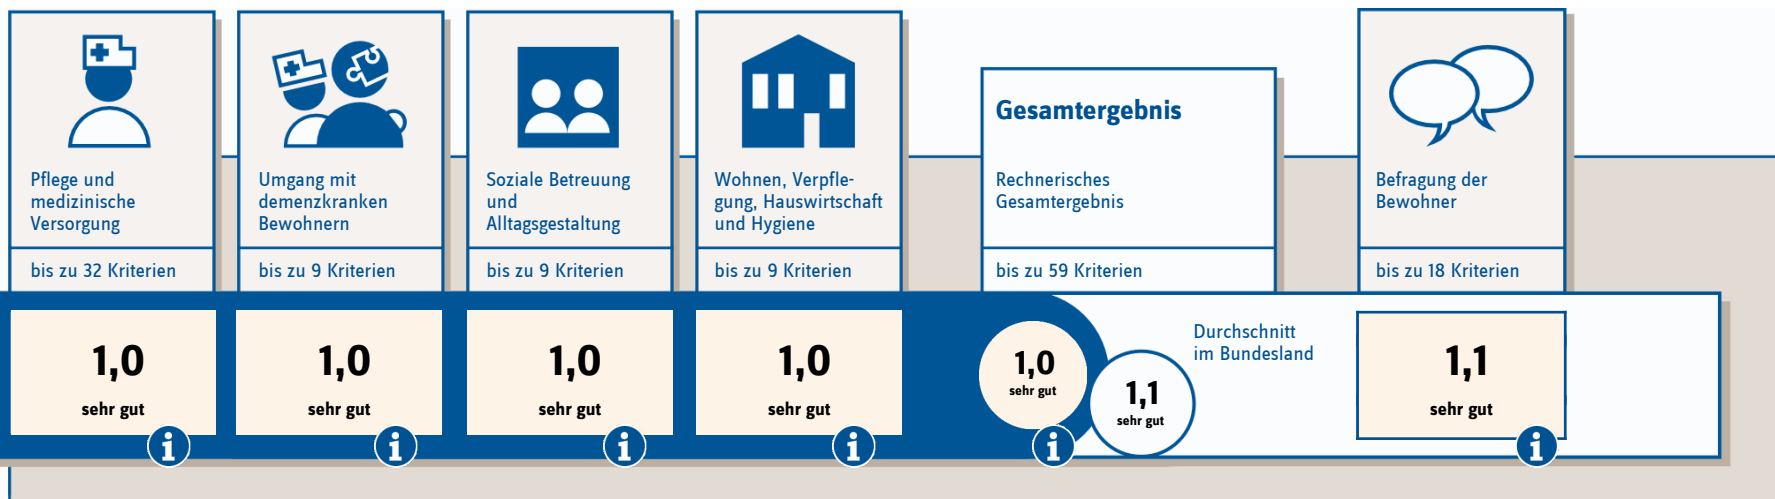 Pflege und
medizinische
Versorgung
bis zu 32 Kriterien
1,0
sehr gut
i
Umgang mit
demenzkranken
Bewohnern
bis zu 9 Kriterien
1,0
sehr gut
i
Soziale Betreuung
und
Alltagsgestaltung
bis zu 9 Kriterien
1,0
sehr gut
i
Wohnen, Verpfle-
gung, Hauswirtschaft
und Hygiene
bis zu 9 Kriterien
1,0
sehr gut
i
Gesamtergebnis
Rechnerisches
Gesamtergebnis
bis zu 59 Kriterien
1,0
sehr gut
i
1,1
sehr gut
Durchschnitt
im Bundesland
Befragung der
Bewohner
bis zu 18 Kriterien
1,1
sehr gut
i